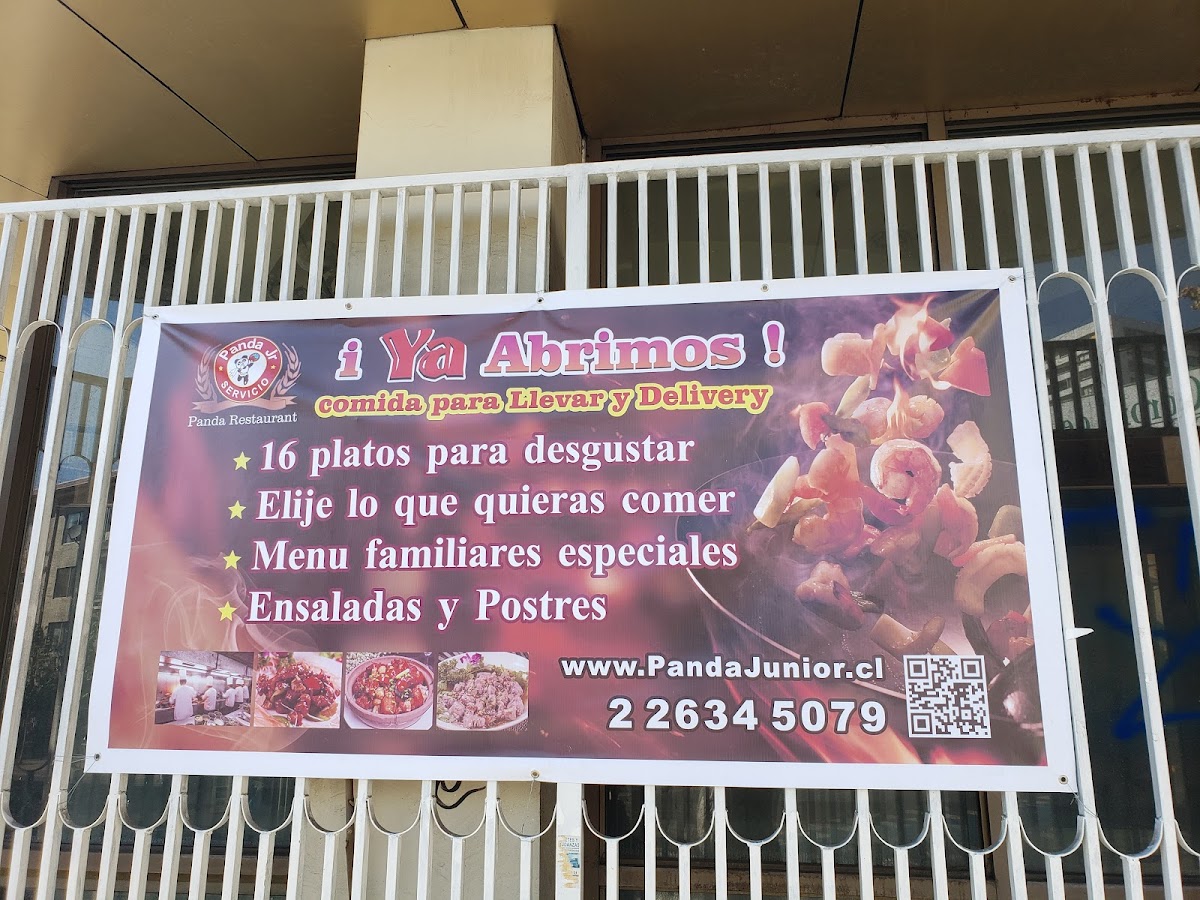 Panda Jr
SERVICIO
Panda Restaurant
¡ Ya Abrimos !
comida para Llevar y Delivery
16 platos para desgustar
Elije lo que quieras comer
Menu familiares especiales
Ensaladas y Postres
www.PandaJunior.cl
2 2634 5079